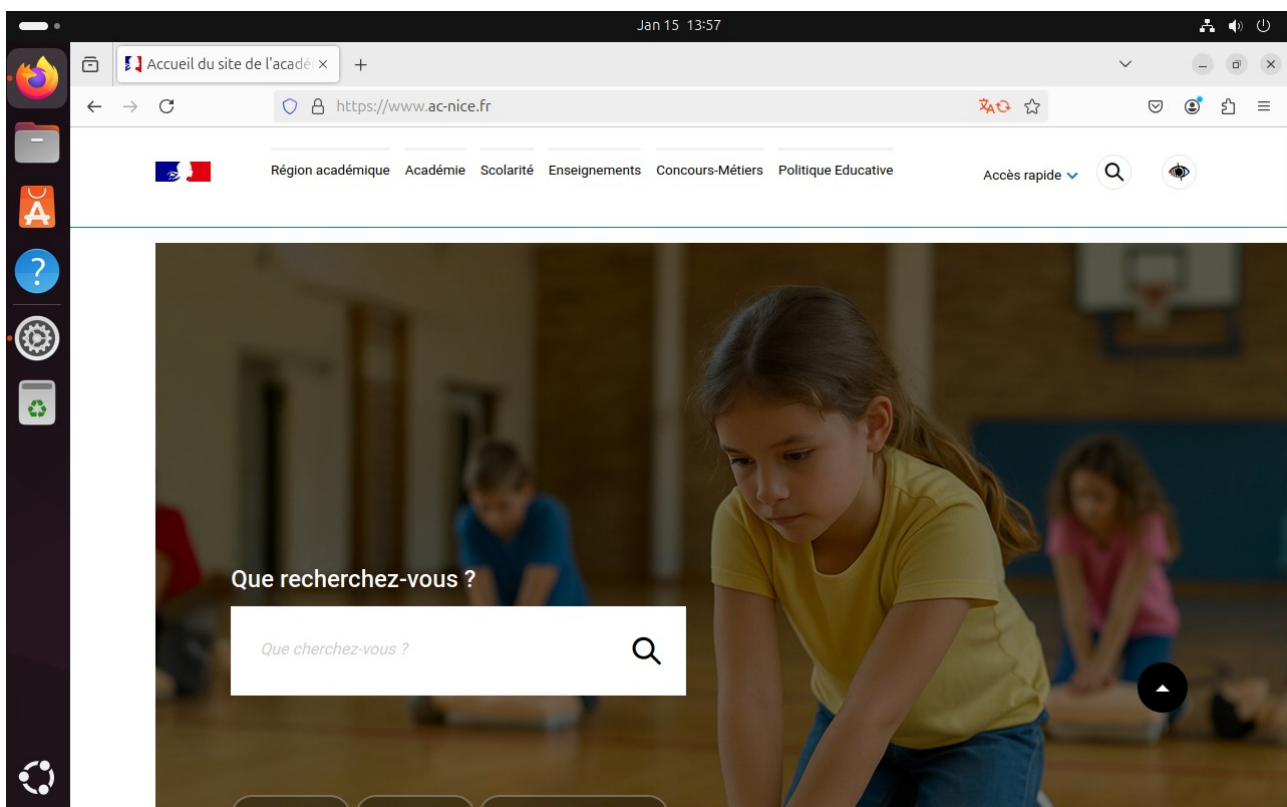 Jan 15 13:57
Accueil du site de l'acadé
https://www.ac-nice.fr
Région académique Académie Scolarité Enseignements Concours-Métiers Politique Educative Accès rapide
Que recherchez-vous ?
Que cherchez-vous ?